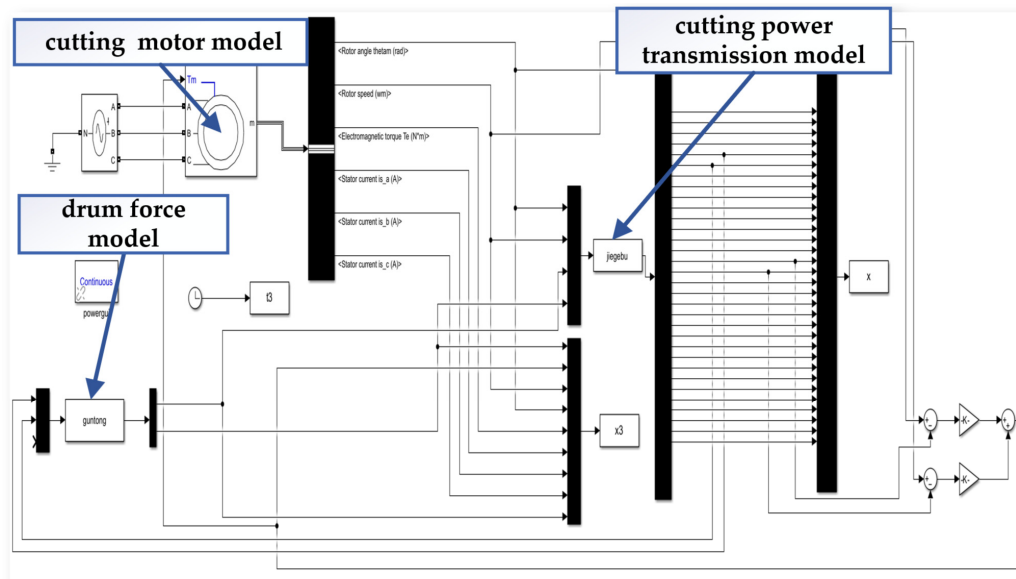 cutting motor model
cutting power
transmission model
drum force
model
Tm
A
B
C
N
A
B
C
m
<Rotor angle thetam (rad)>
<Rotor speed (wm)>
<Electromagnetic torque Te (N*m)>
<Stator current is_a (A)>
<Stator current is_b (A)>
<Stator current is_c (A)>
Continuous
powergu
t3
jiegebu
x
guntong
x3
-K-
-K-